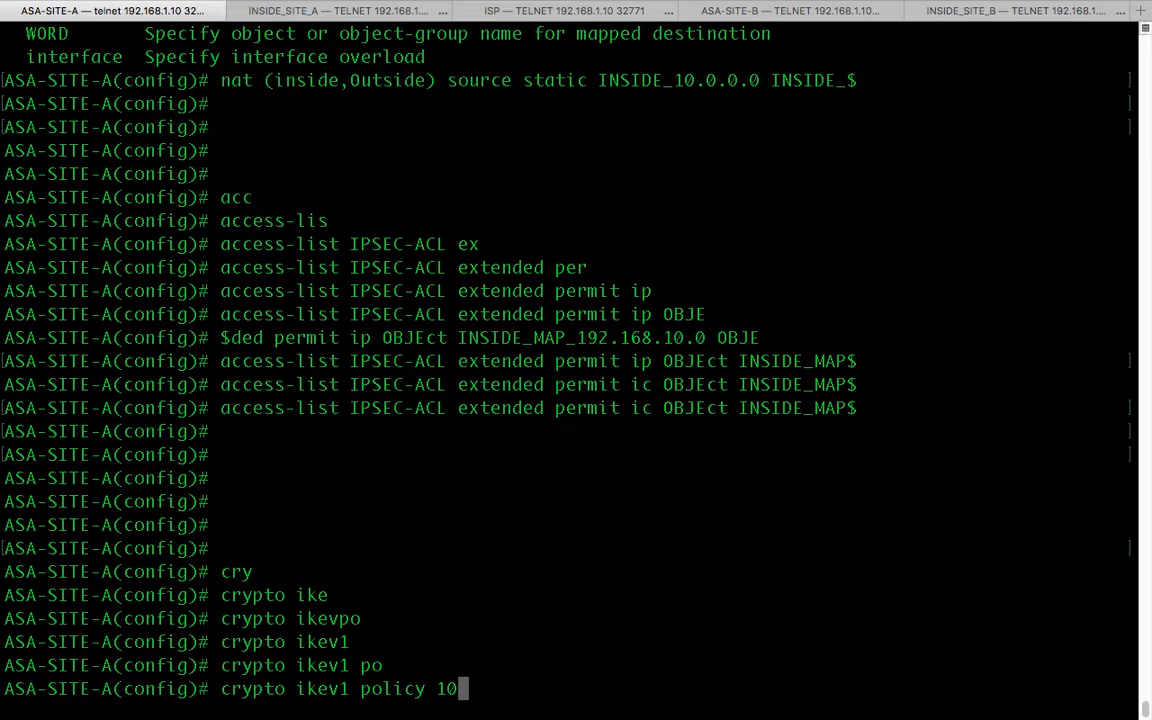 ASA-SITE-A — telnet 192.168.1.10 32...
INSIDE_SITE_A — TELNET 192.168.1.... ...
ISP — TELNET 192.168.1.10 32771 ...
ASA-SITE-B — TELNET 192.168.1.10...
INSIDE_SITE_B — TELNET 192.168.1.... ...
WORD Specify object or object-group name for mapped destination
interface Specify interface overload
[ASA-SITE-A(config)# nat (inside,Outside) source static INSIDE_10.0.0.0 INSIDE_$ ]
[ASA-SITE-A(config)# ]
[ASA-SITE-A(config)# ]
ASA-SITE-A(config)#
ASA-SITE-A(config)#
ASA-SITE-A(config)# acc
ASA-SITE-A(config)# access-lis
ASA-SITE-A(config)# access-list IPSEC-ACL ex
ASA-SITE-A(config)# access-list IPSEC-ACL extended per
ASA-SITE-A(config)# access-list IPSEC-ACL extended permit ip
ASA-SITE-A(config)# access-list IPSEC-ACL extended permit ip OBJE
ASA-SITE-A(config)# $ded permit ip OBJEct INSIDE_MAP_192.168.10.0 OBJE
[ASA-SITE-A(config)# access-list IPSEC-ACL extended permit ip OBJEct INSIDE_MAP$ ]
ASA-SITE-A(config)# access-list IPSEC-ACL extended permit ic OBJEct INSIDE_MAP$
[ASA-SITE-A(config)# access-list IPSEC-ACL extended permit ic OBJEct INSIDE_MAP$ ]
[ASA-SITE-A(config)# ]
[ASA-SITE-A(config)# ]
ASA-SITE-A(config)#
ASA-SITE-A(config)#
ASA-SITE-A(config)#
[ASA-SITE-A(config)# ]
ASA-SITE-A(config)# cry
ASA-SITE-A(config)# crypto ike
ASA-SITE-A(config)# crypto ikevpo
ASA-SITE-A(config)# crypto ikev1
ASA-SITE-A(config)# crypto ikev1 po
ASA-SITE-A(config)# crypto ikev1 policy 10